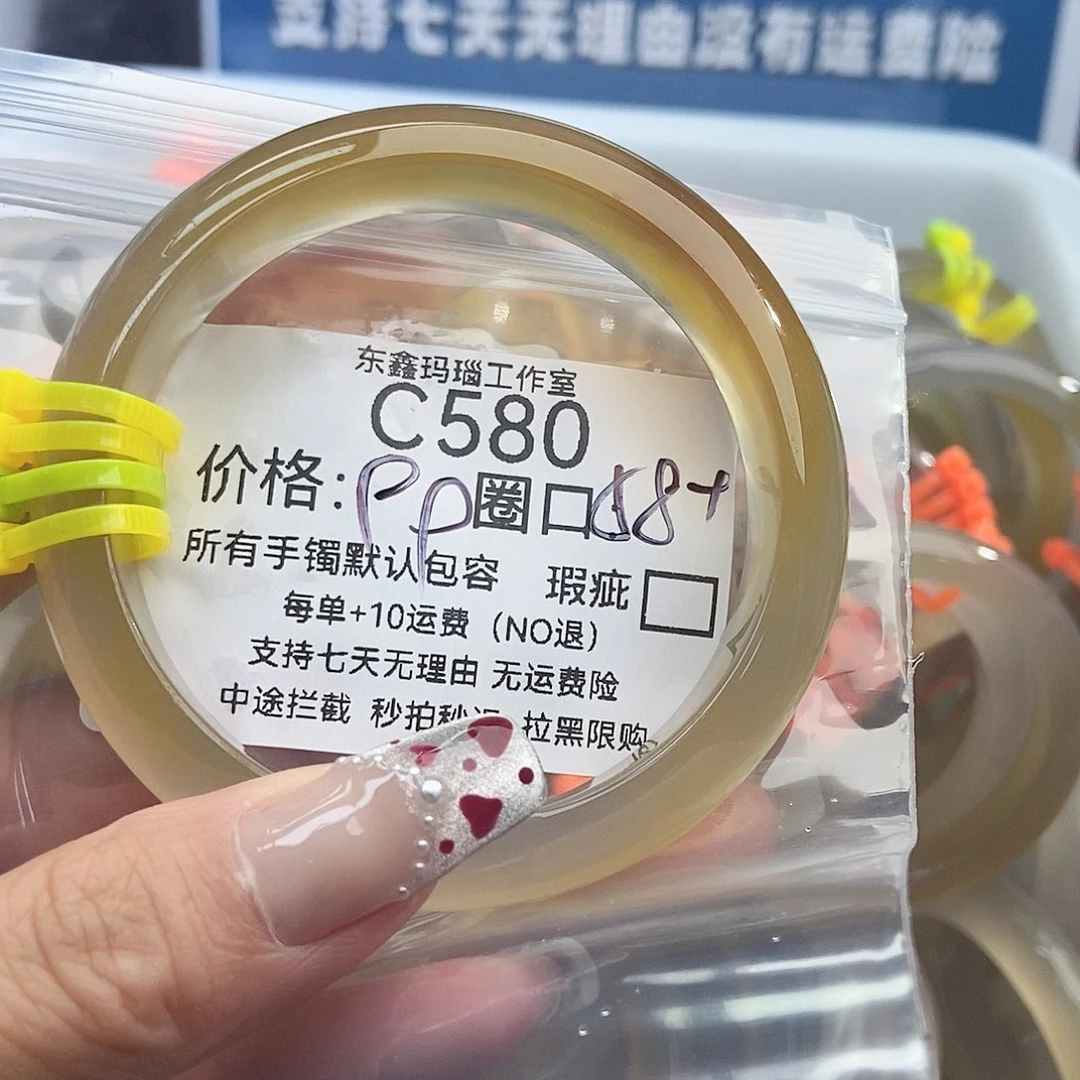 支持七天无理由没有运费险
东鑫玛瑙工作室
C580
价格:PP圈口58+
所有手镯默认包容 瑕疵
每单+10运费（NO退）
支持七天无理由 无运费险
中途拦截 秒拍秒退 拉黑限购